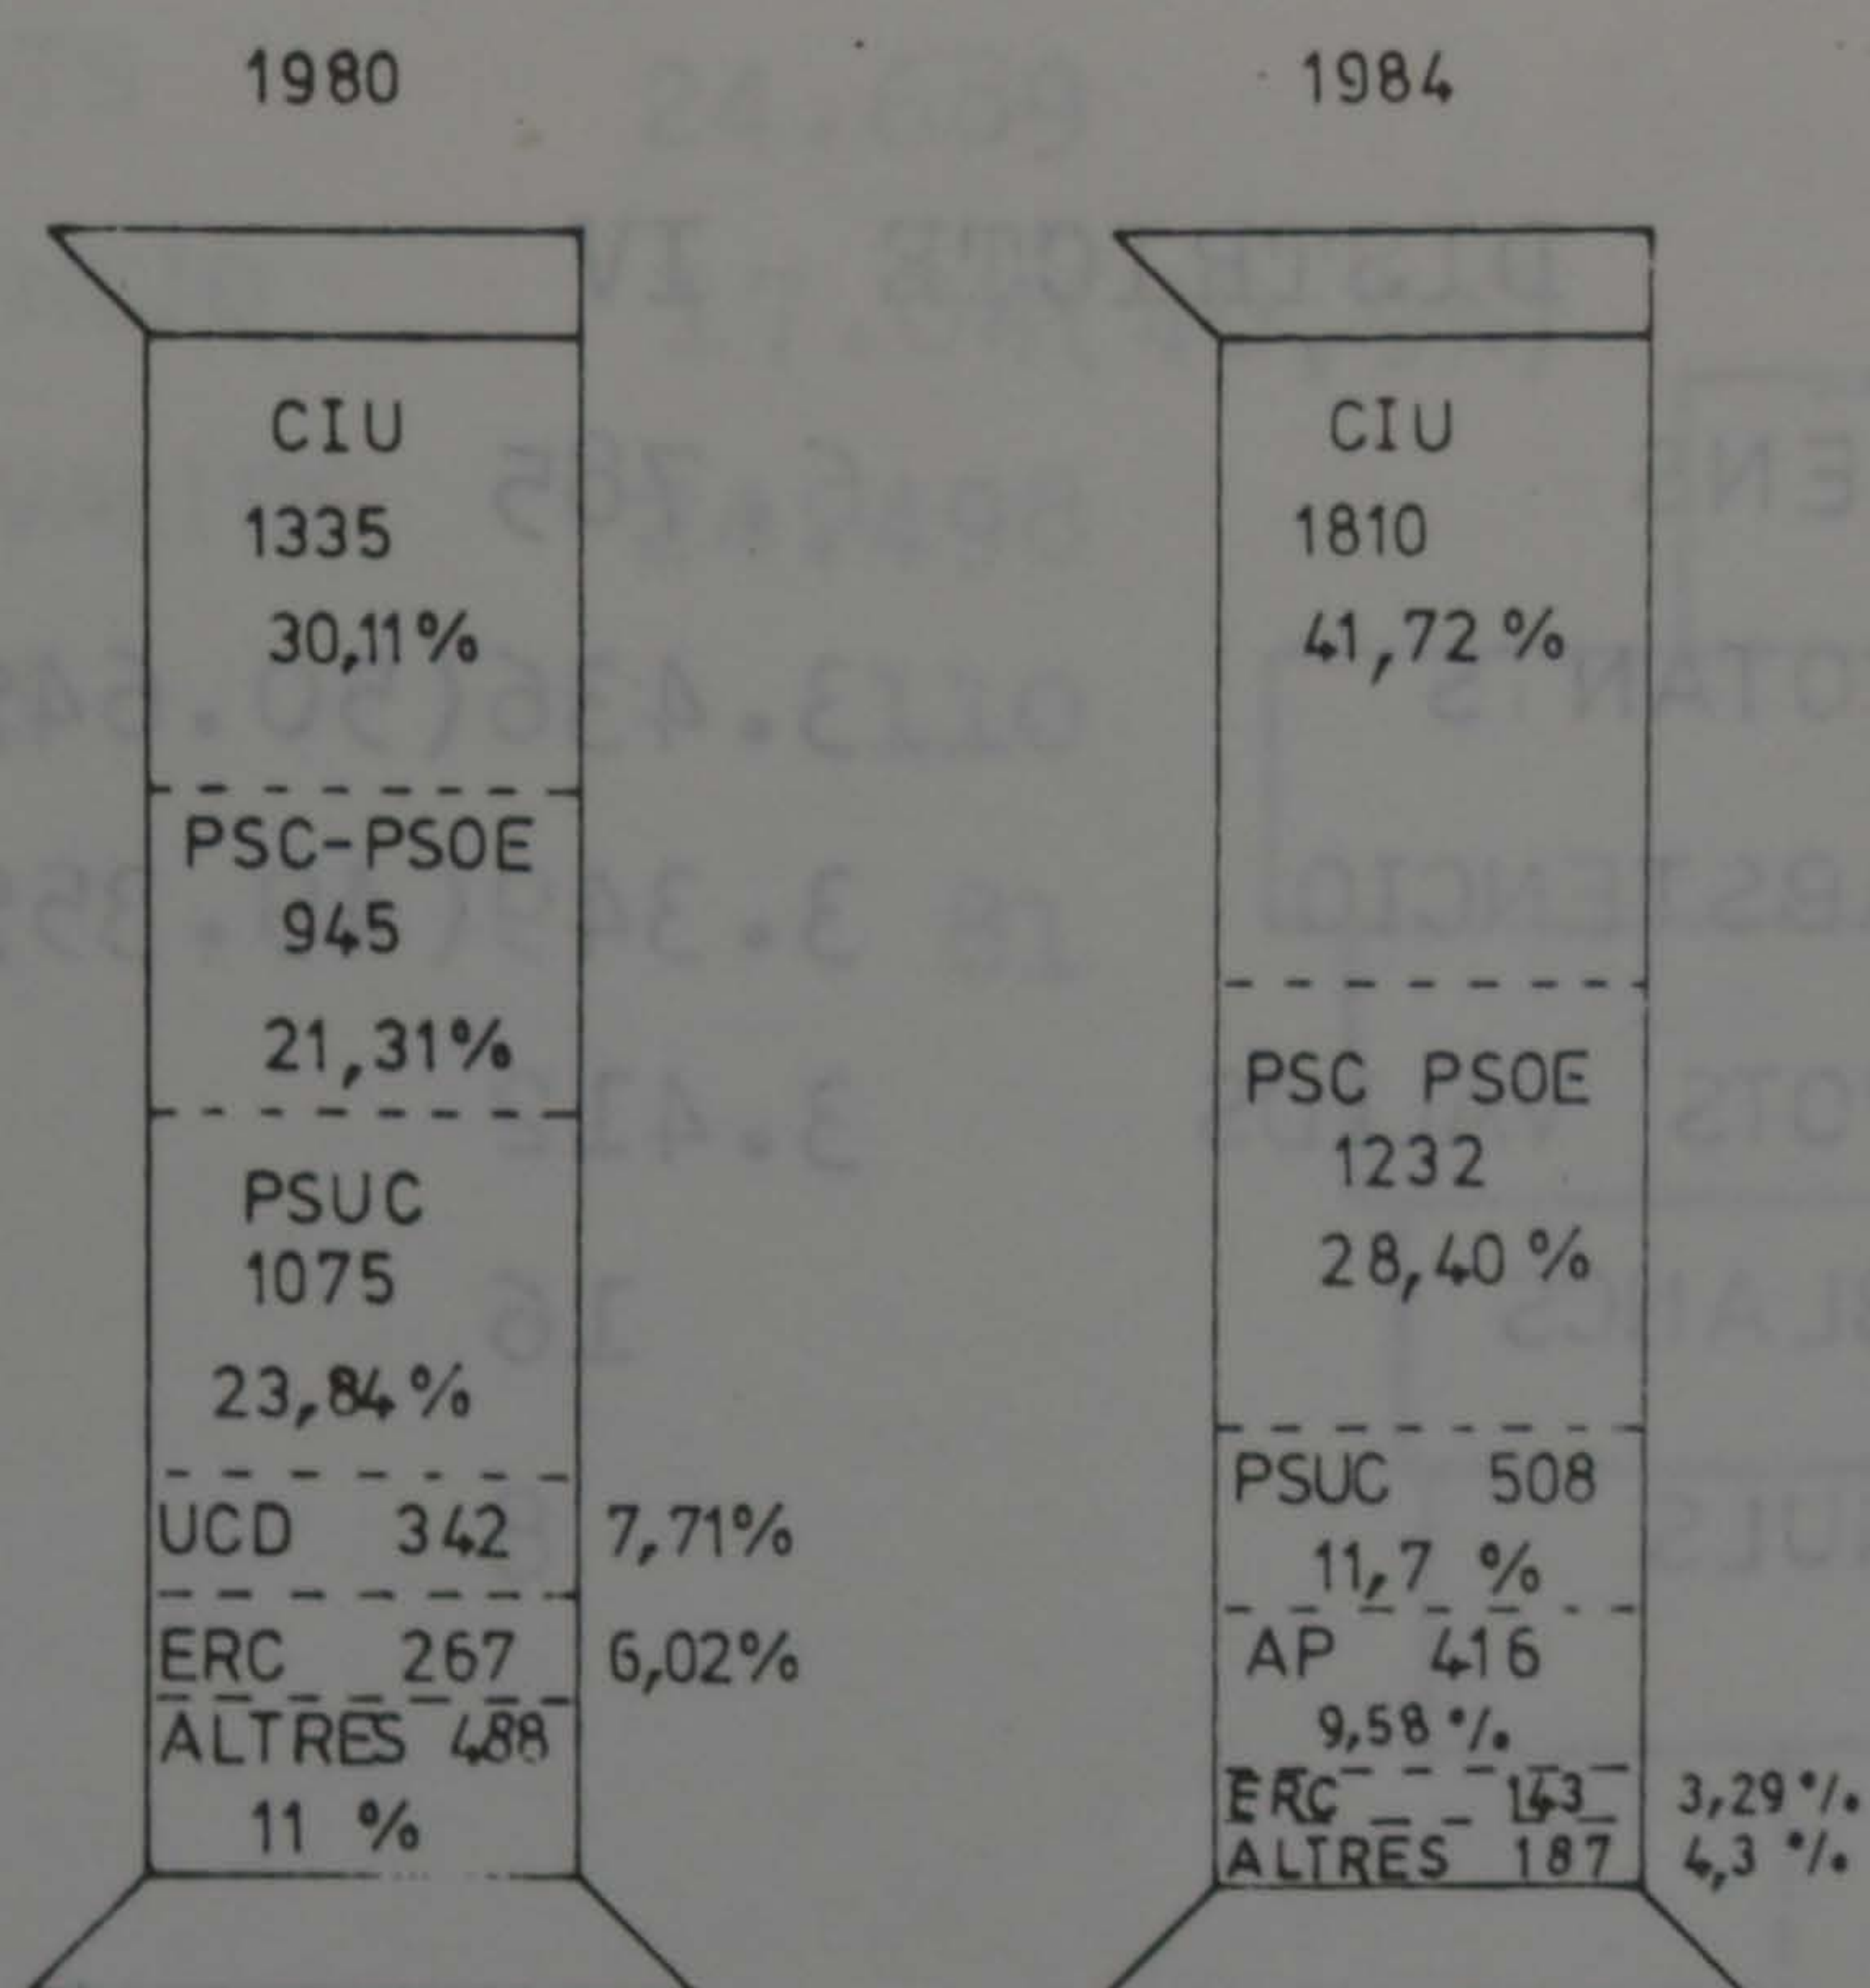 1980
CIU
1335
30,11%
PSC-PSOE
945
21,31%
PSUC
1075
23,84%
UCD 342 7,71%
ERC 267 6,02%
ALTRES 488
11 %
1984
CIU
1810
41,72 %
PSC PSOE
1232
28,40 %
PSUC 508
11,7 %
AP 416
9,58 %
ERC 143 3,29 %
ALTRES 187 4,3 %